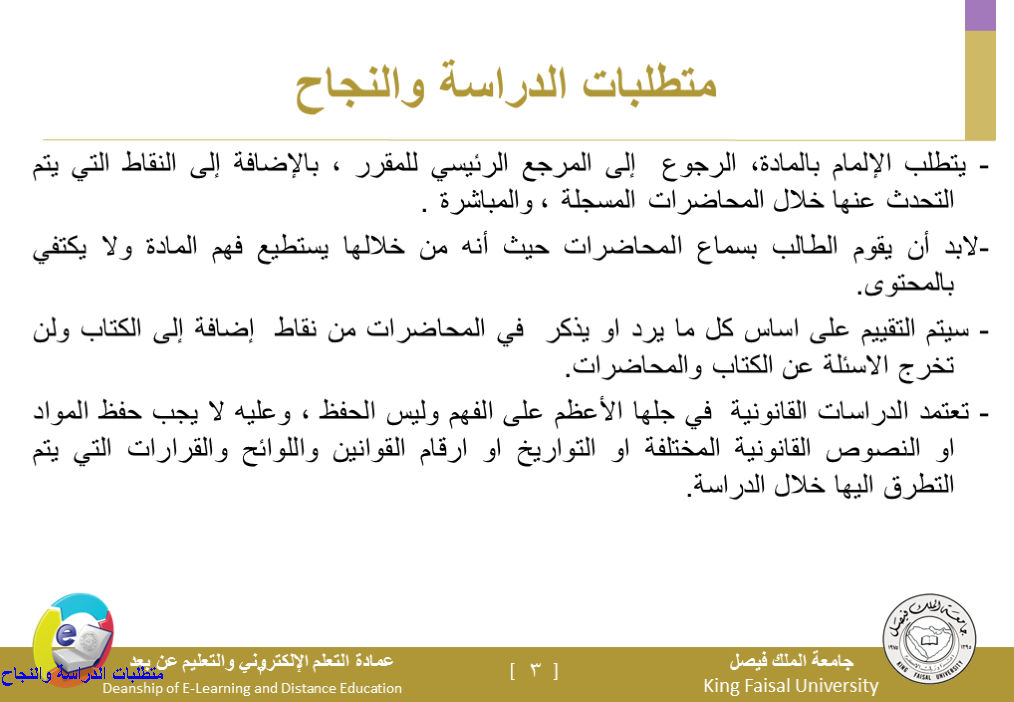 متطلبات الدراسة والنجاح
- يتطلب الإلمام بالمادة، الرجوع إلى المرجع الرئيسي للمقرر ، بالإضافة إلى النقاط التي يتم
التحدث عنها خلال المحاضرات المسجلة ، والمباشرة .
-لابد أن يقوم الطالب بسماع المحاضرات حيث أنه من خلالها يستطيع فهم المادة ولا يكتفي
بالمحتوى.
- سيتم التقييم على اساس كل ما يرد او يذكر في المحاضرات من نقاط إضافة إلى الكتاب ولن
تخرج الاسئلة عن الكتاب والمحاضرات.
- تعتمد الدراسات القانونية في جلها الأعظم على الفهم وليس الحفظ ، وعليه لا يجب حفظ المواد
او النصوص القانونية المختلفة او التواريخ او ارقام القوانين واللوائح والقرارات التي يتم
التطرق اليها خلال الدراسة.
جامعة الملك فيصل
King Faisal University
[ ٣ ]
عمادة التعلم الإلكتروني والتعليم عن بعد
Deanship of E-Learning and Distance Education
متطلبات الدراسة والنجاح
جامعة الملك فيصل
KING FAISAL UNIVERSITY
e